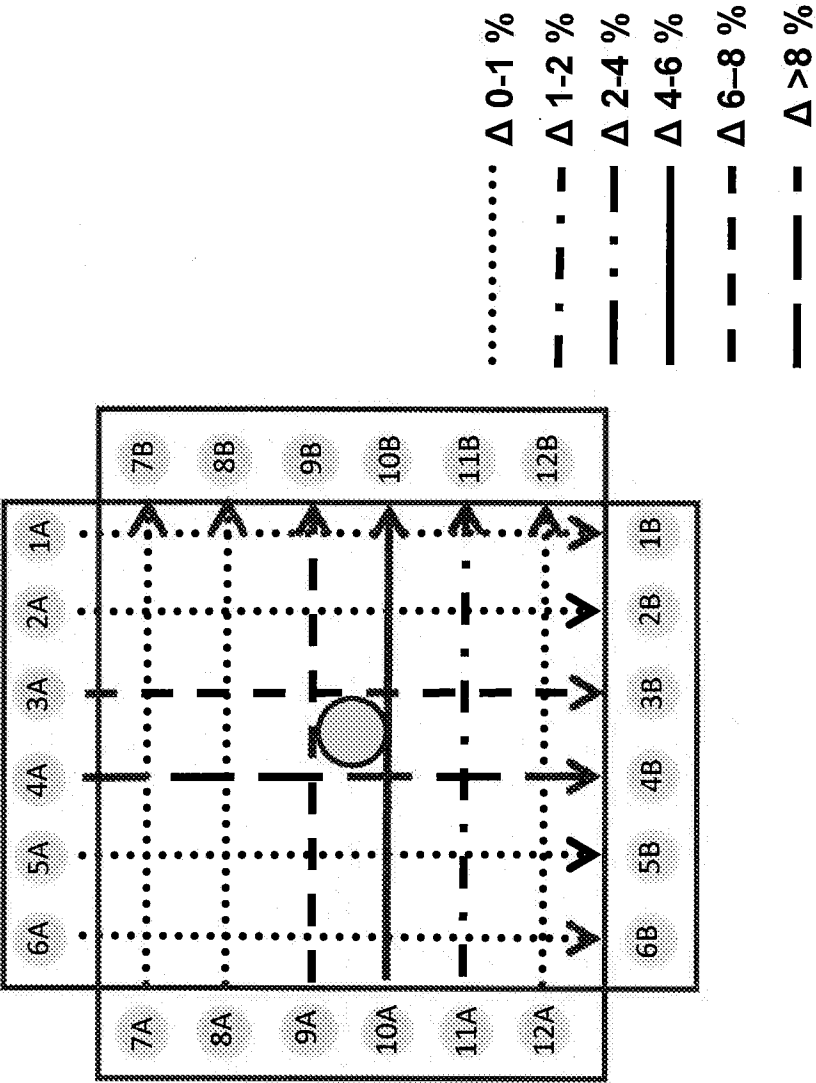 12A 11A 10A 9A 8A 7A
6B 6A
5B 5A
4B 4A
3B 3A
2B 2A
1B 1A
12B 11B 10B 9B 8B 7B
Δ 0-1 %
Δ 1-2 %
Δ 2-4 %
Δ 4-6 %
Δ 6–8 %
Δ >8 %